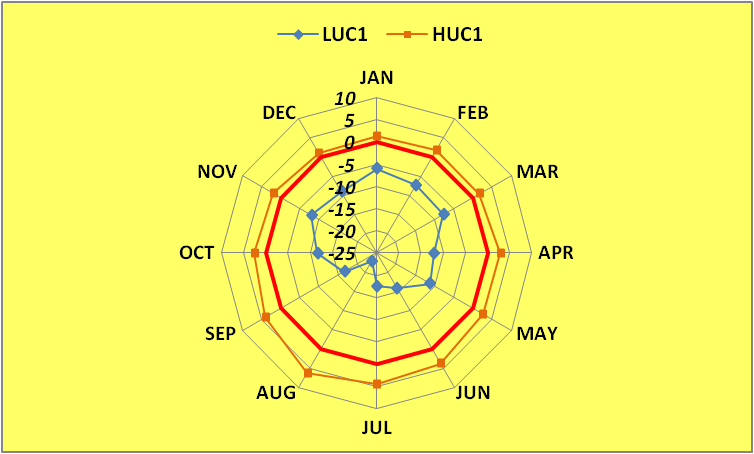 LUC1 HUC1
JAN
DEC 10 FEB
5
0
NOV -5 MAR
-10
-15
-20
OCT -25 APR
SEP MAY
AUG JUN
JUL